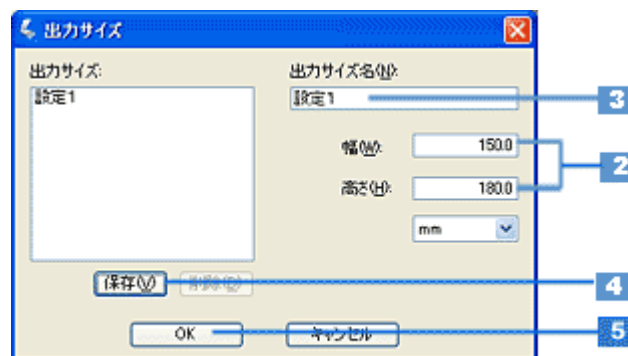 出力サイズ
出力サイズ:
出力サイズ名(N):
設定1
設定1
3
幅(W):
150.0
2
高さ(H):
180.0
mm
保存(V)
削除(D)
4
OK
キャンセル
5